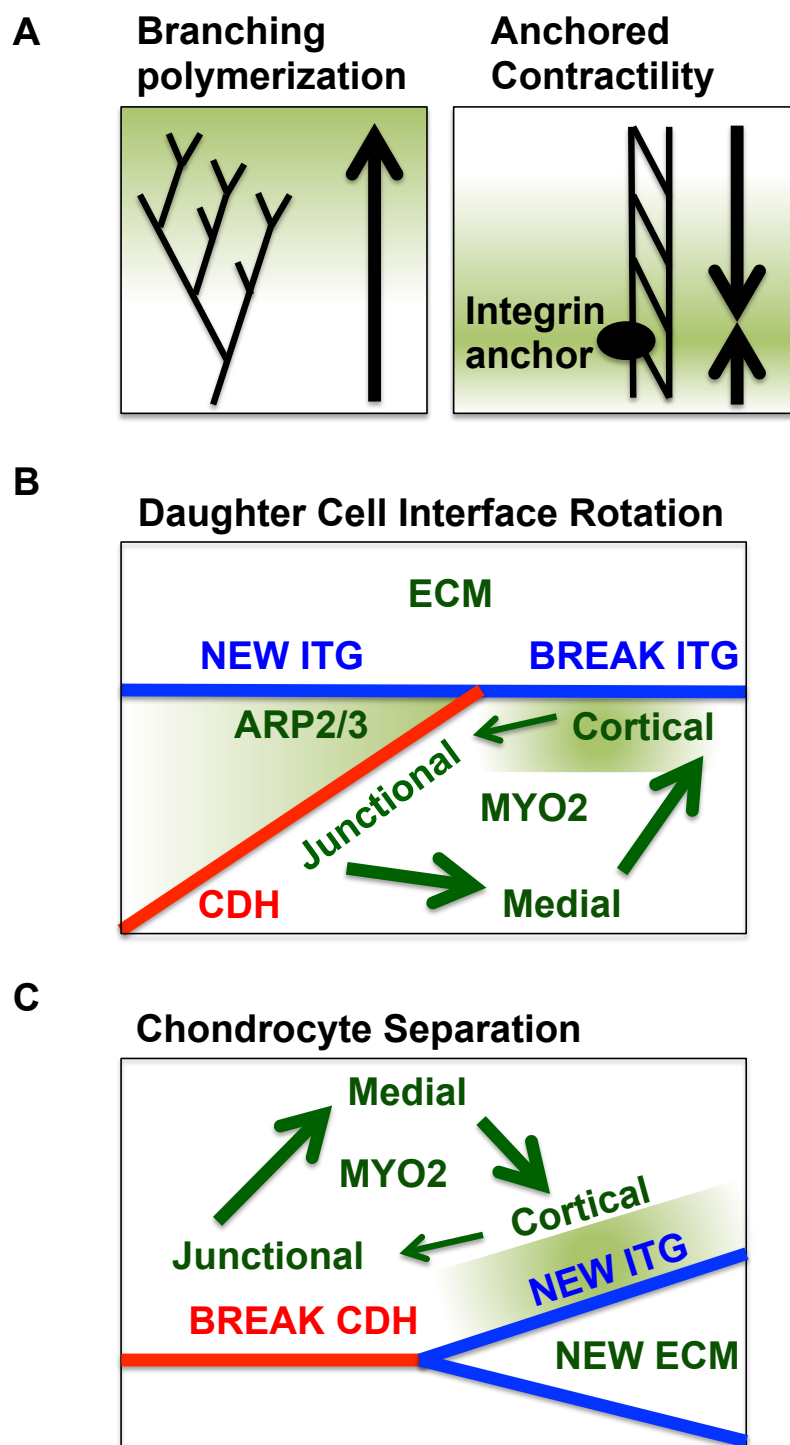 A
Branching
polymerization
Anchored
Contractility
Integrin
anchor
B
Daughter Cell Interface Rotation
ECM
NEW ITG
BREAK ITG
ARP2/3
Cortical
Junctional
MYO2
CDH
Medial
C
Chondrocyte Separation
Medial
MYO2
Cortical
Junctional
NEW ITG
BREAK CDH
NEW ECM